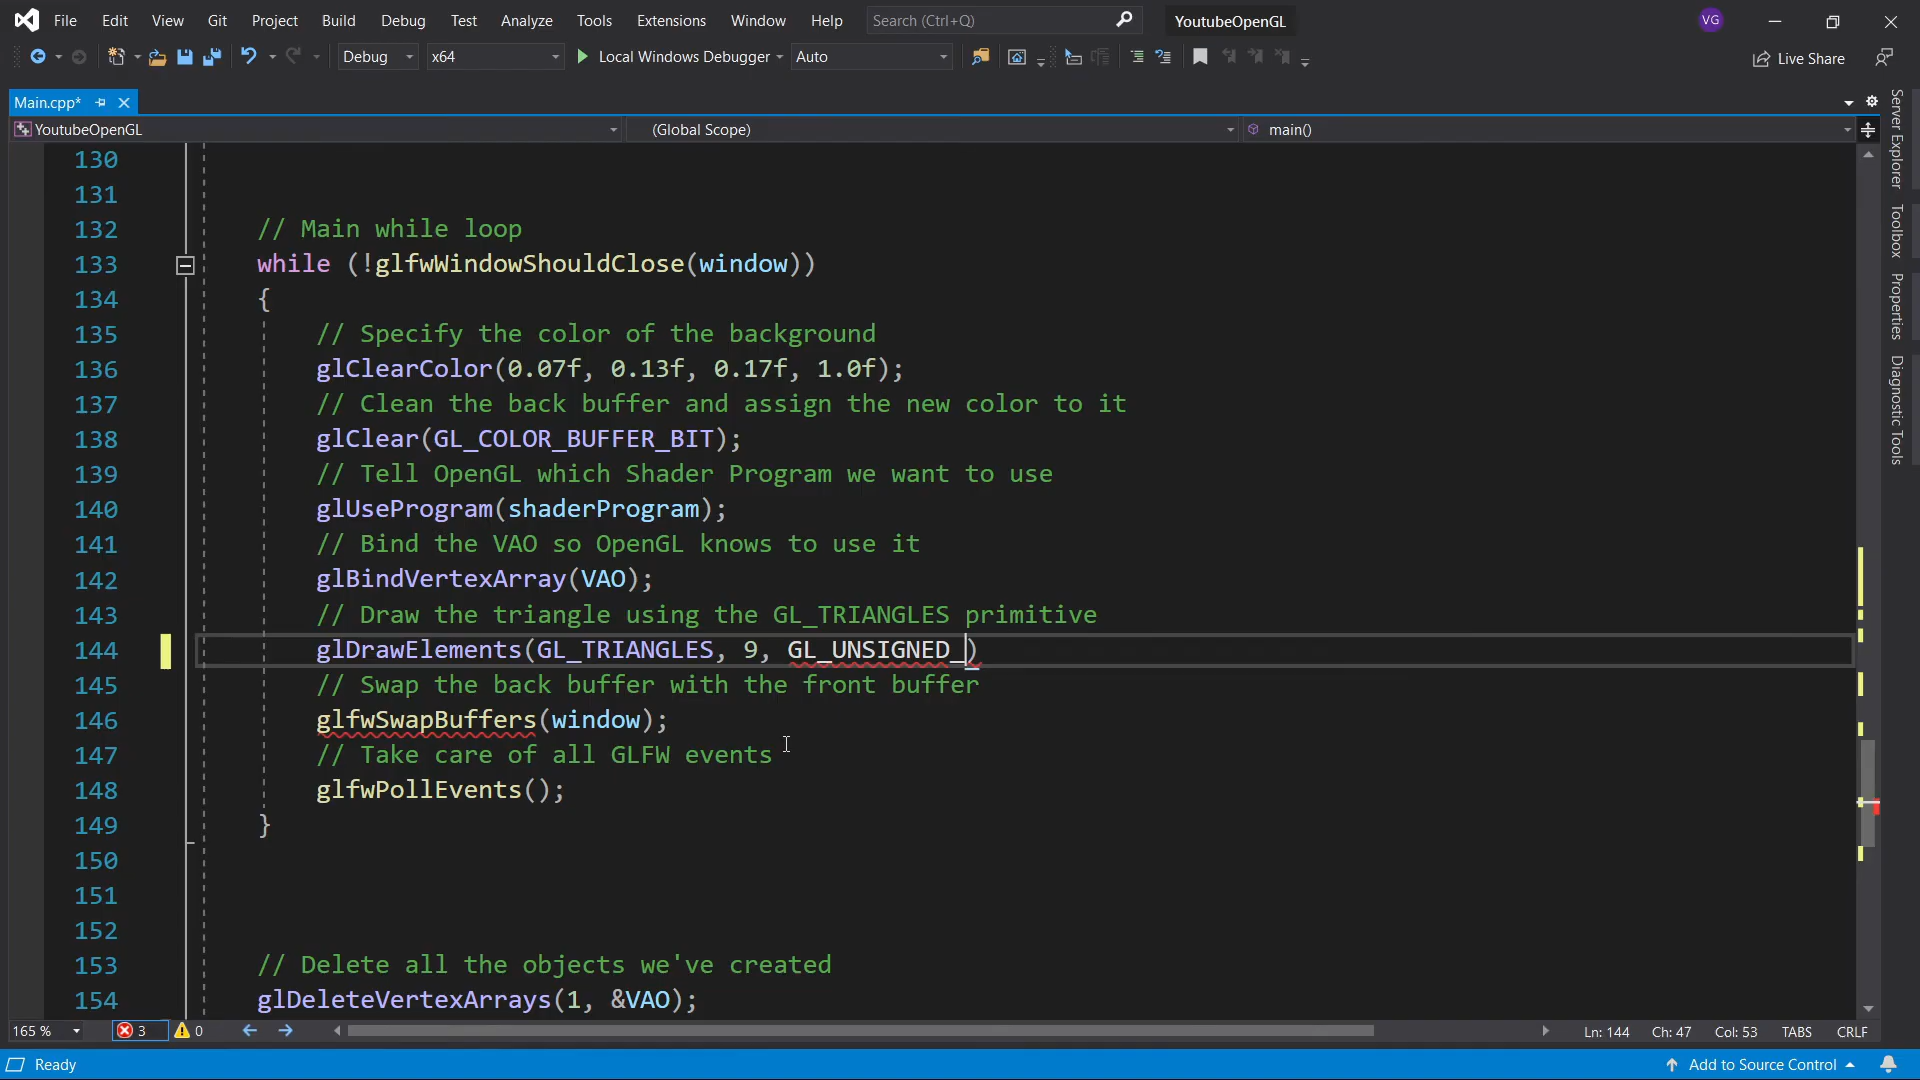 File Edit View Git Project Build Debug Test Analyze Tools Extensions Window Help Search (Ctrl+Q) YoutubeOpenGL VG
Debug x64 Local Windows Debugger Auto Live Share
Main.cpp*
YoutubeOpenGL (Global Scope) main()
130
131
132 // Main while loop
133 while (!glfwWindowShouldClose(window))
134 {
135 // Specify the color of the background
136 glClearColor(0.07f, 0.13f, 0.17f, 1.0f);
137 // Clean the back buffer and assign the new color to it
138 glClear(GL_COLOR_BUFFER_BIT);
139 // Tell OpenGL which Shader Program we want to use
140 glUseProgram(shaderProgram);
141 // Bind the VAO so OpenGL knows to use it
142 glBindVertexArray(VAO);
143 // Draw the triangle using the GL_TRIANGLES primitive
144 glDrawElements(GL_TRIANGLES, 9, GL_UNSIGNED_)
145 // Swap the back buffer with the front buffer
146 glfwSwapBuffers(window);
147 // Take care of all GLFW events
148 glfwPollEvents();
149 }
150
151
152
153 // Delete all the objects we've created
154 glDeleteVertexArrays(1, &VAO);
Server Explorer
Toolbox
Properties
Diagnostic Tools
165 % 3 0 Ln: 144 Ch: 47 Col: 53 TABS CRLF
Ready Add to Source Control